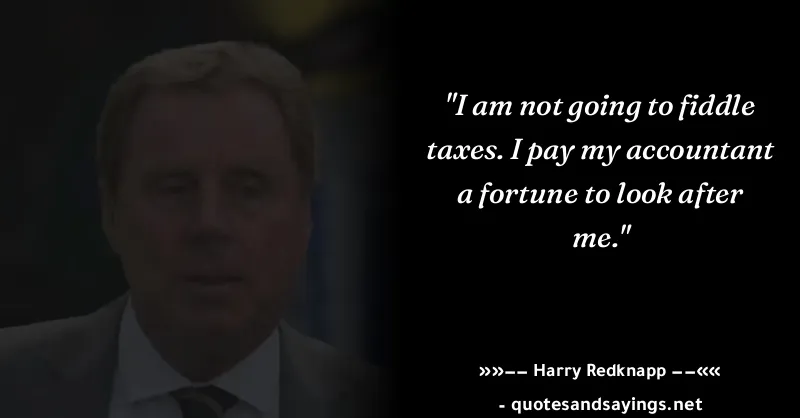 "I am not going to fiddle
taxes. I pay my accountant
a fortune to look after
me."
»»–– Harry Redknapp ––««
- quotesandsayings.net